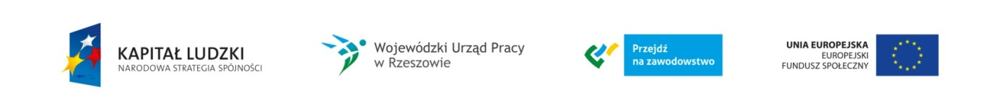 KAPITAŁ LUDZKI
NARODOWA STRATEGIA SPÓJNOŚCI
Wojewódzki Urząd Pracy
w Rzeszowie
Przejdź
na zawodowstwo
UNIA EUROPEJSKA
EUROPEJSKI
FUNDUSZ SPOŁECZNY